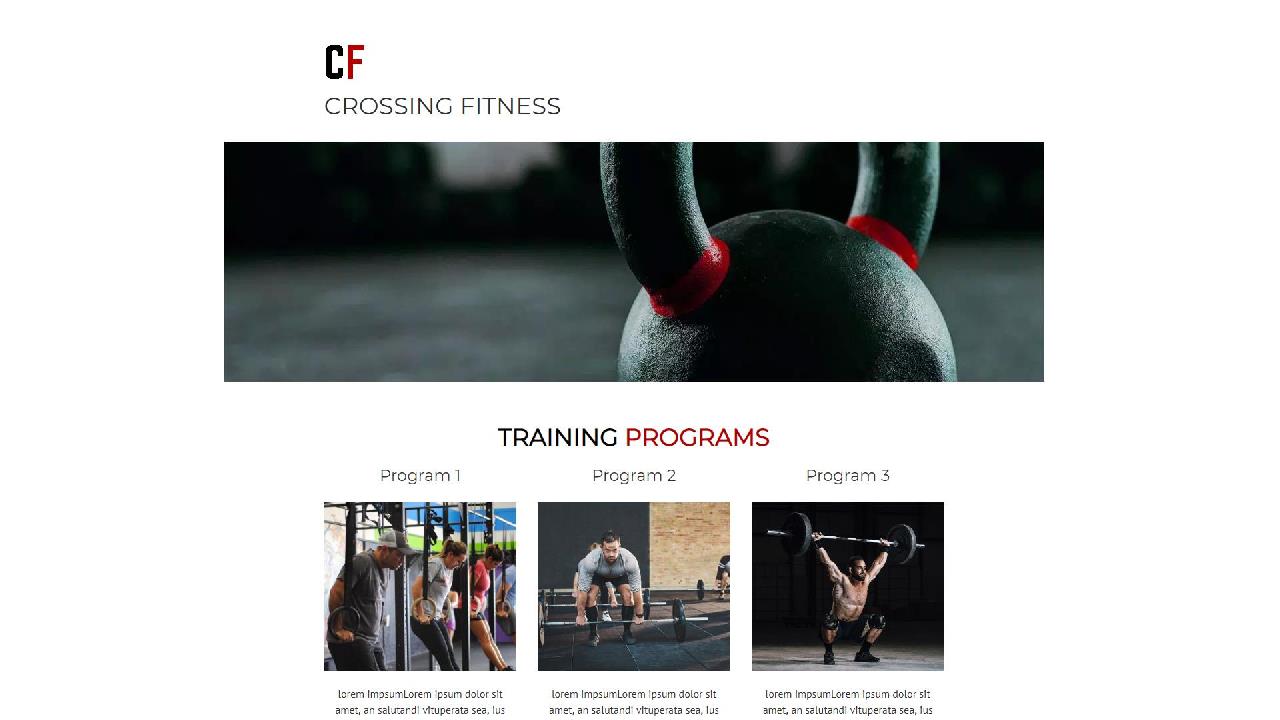 CF
CROSSING FITNESS
TRAINING PROGRAMS
Program 1
Program 2
Program 3
lorem ImpsumLorem ipsum dolor sit
amet, an salutandi vituperata sea, ius
lorem ImpsumLorem ipsum dolor sit
amet, an salutandi vituperata sea, ius
lorem ImpsumLorem ipsum dolor sit
amet, an salutandi vituperata sea, ius